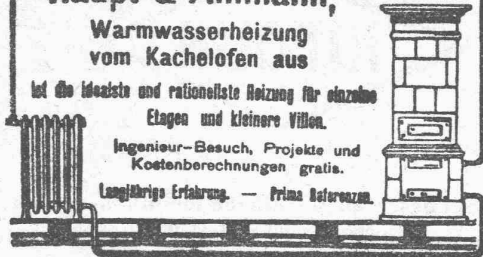 Warmwasserheizung
vom Kachelofen aus
ist die idealste und rationellste Heizung für einzelne
Etagen und kleinere Villen.
Ingenieur-Besuch, Projekte und
Kostenberechnungen gratis.
Langjährige Erfahrung. — Prima Referenzen.